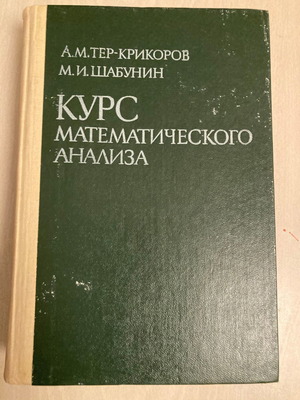 А.М.ТЕР-КРИКОРОВ
М.И.ШАБУНИН
КУРС
МАТЕМАТИЧЕСКОГО
АНАЛИЗА